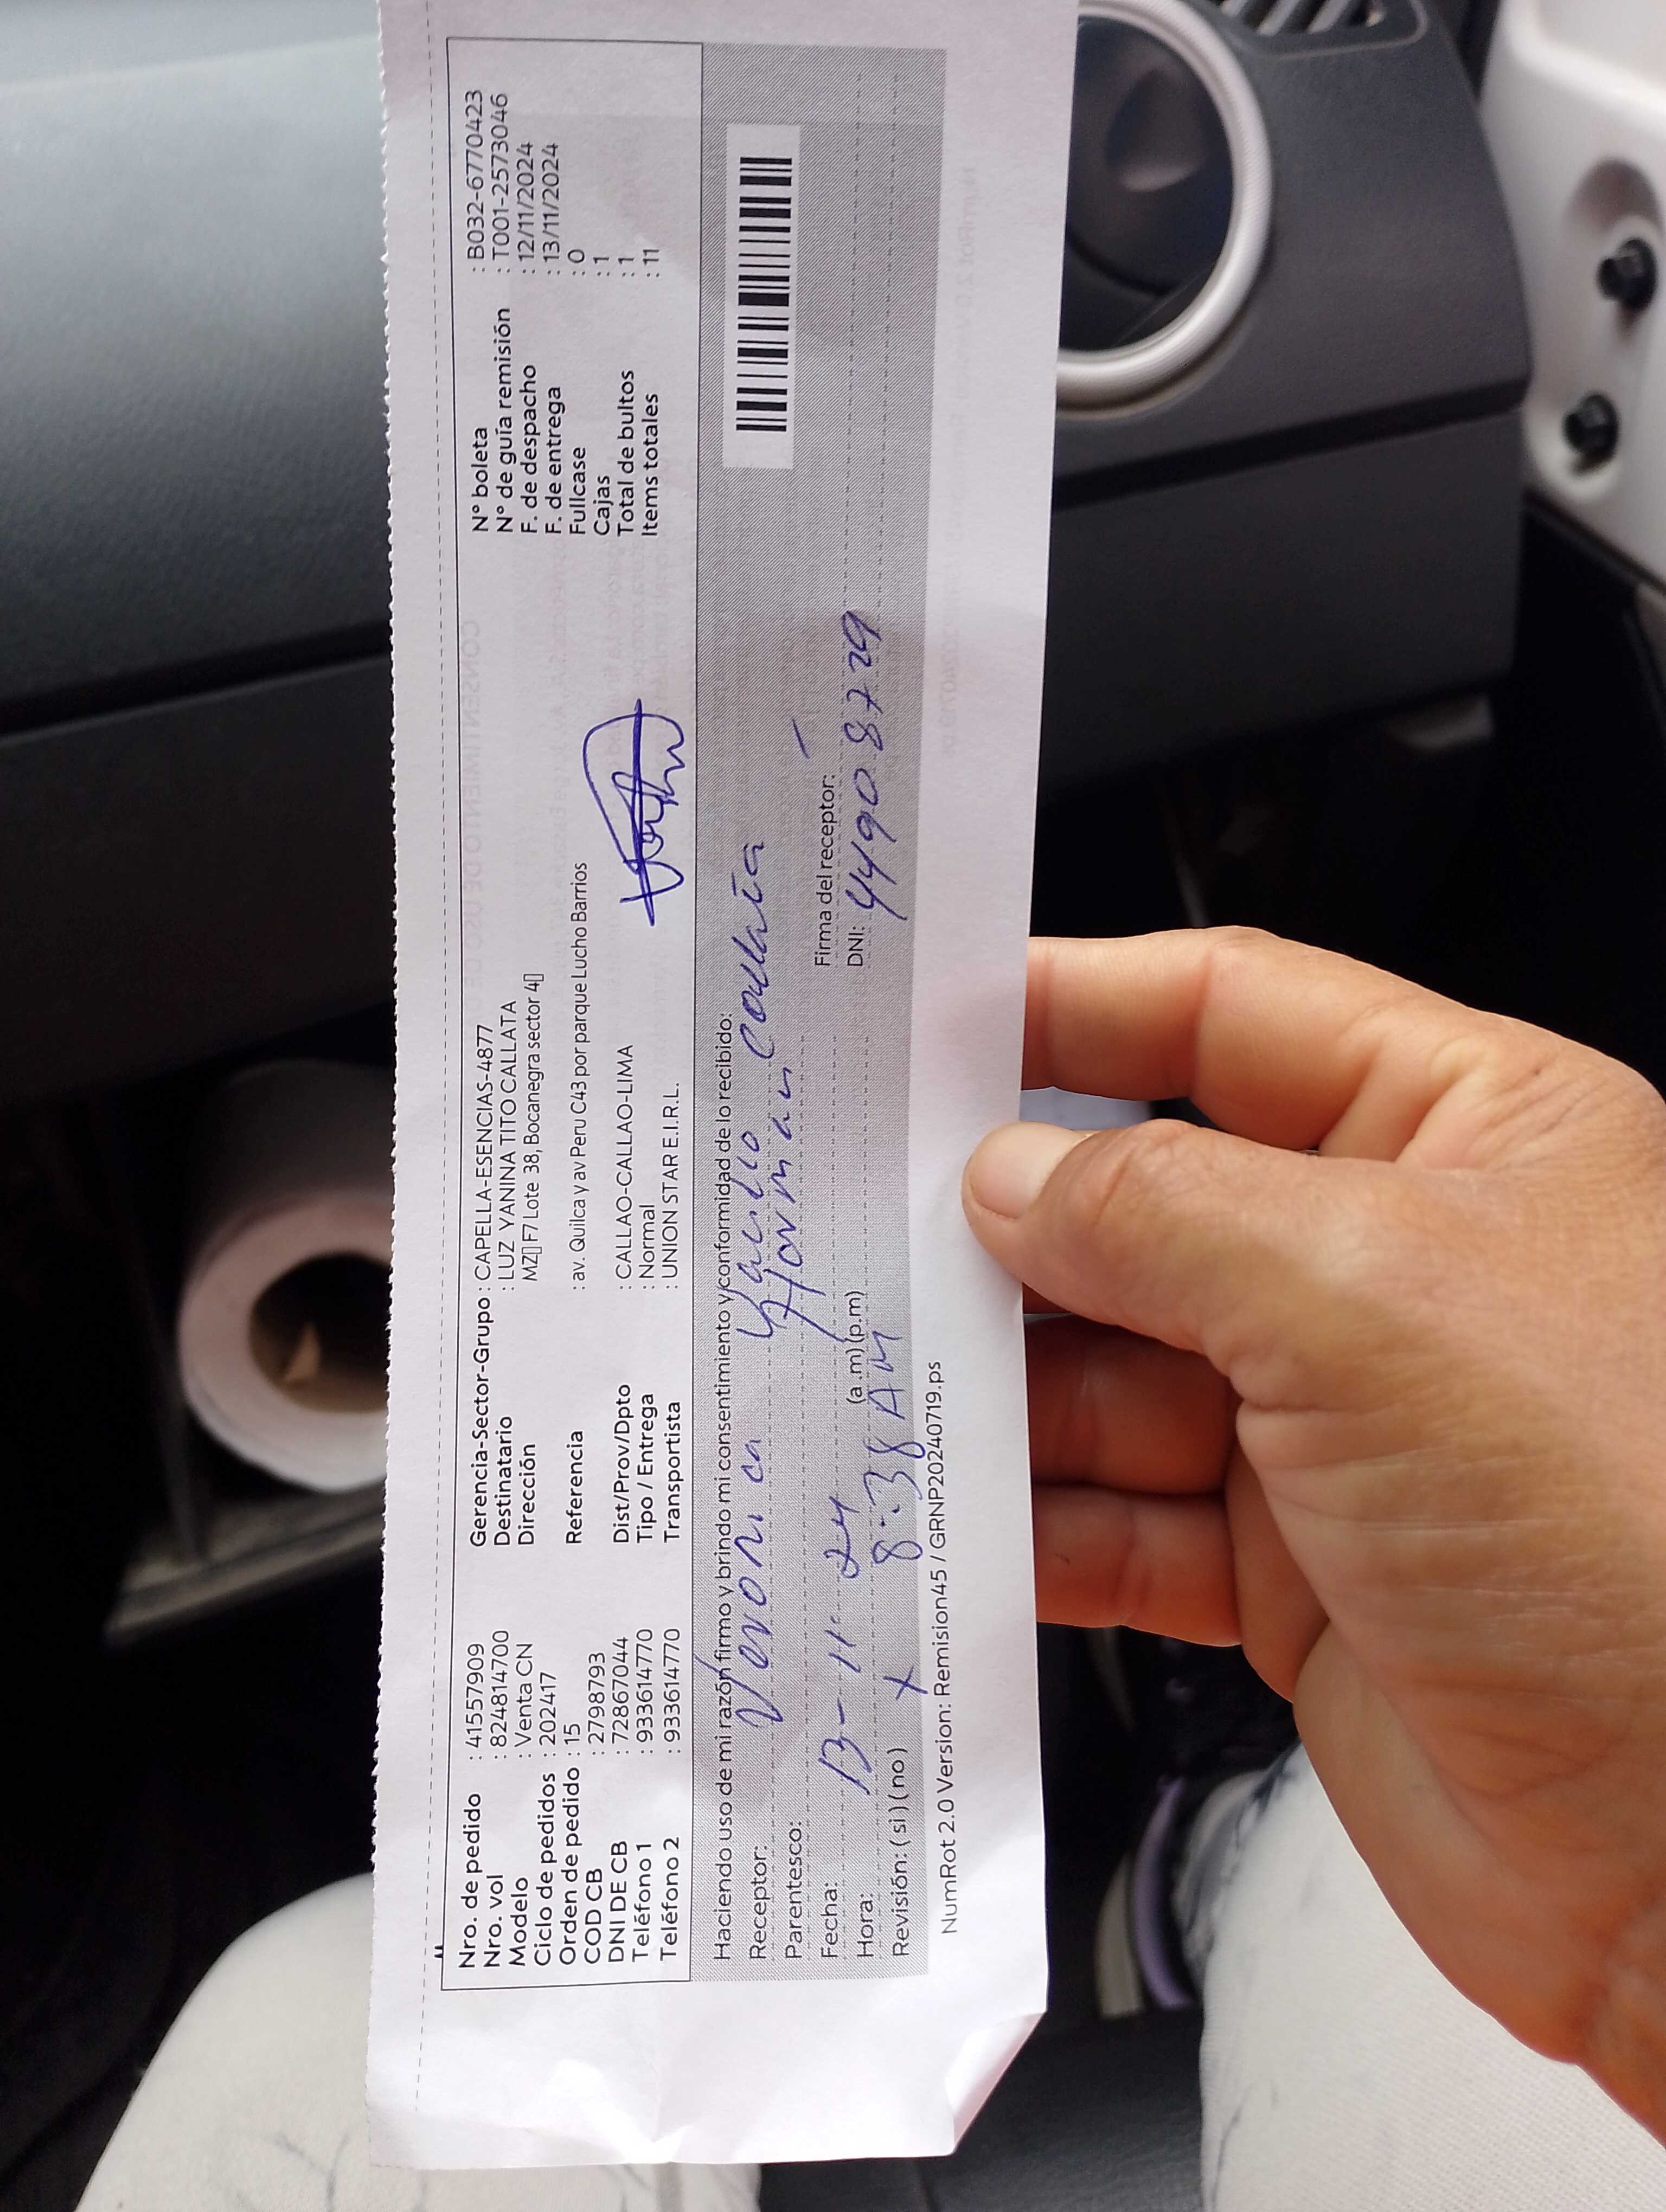 Nro. de pedido : 41557909
Nro. vol : 824814700
Modelo : Venta CN
Ciclo de pedidos : 202417
Orden de pedido : 15
COD CB : 2798793
DNI DE CB : 72867044
Teléfono 1 : 933614770
Teléfono 2 : 933614770
Gerencia-Sector-Grupo : CAPELLA-ESENCIAS-4877
Destinatario : LUZ YANINA TITO CALLATA
Dirección MZ▯ F7 Lote 38, Bocanegra sector 4▯
Referencia : av. Quilca y av Peru C43 por parque Lucho Barrios
Dist/Prov/Dpto : CALLAO-CALLAO-LIMA
Tipo / Entrega : Normal
Transportista : UNION STAR E.I.R.L.
N° boleta : B032-6770423
N° de guía remisión : T001-2573046
F. de despacho : 12/11/2024
F. de entrega : 13/11/2024
Fullcase : 0
Cajas : 1
Total de bultos : 1
Items totales : 11
Haciendo uso de mi razón firmo y brindo mi consentimiento y conformidad de lo recibido:
Receptor:
Parentesco:
Fecha: 13-11-24
Hora: 8:38 AM (a.m) (p.m)
Revisión: (si) (no) X
Firma del receptor:
DNI: 44908729
NumRot 2.0 Version: Remision45 / GRNP20240719.ps